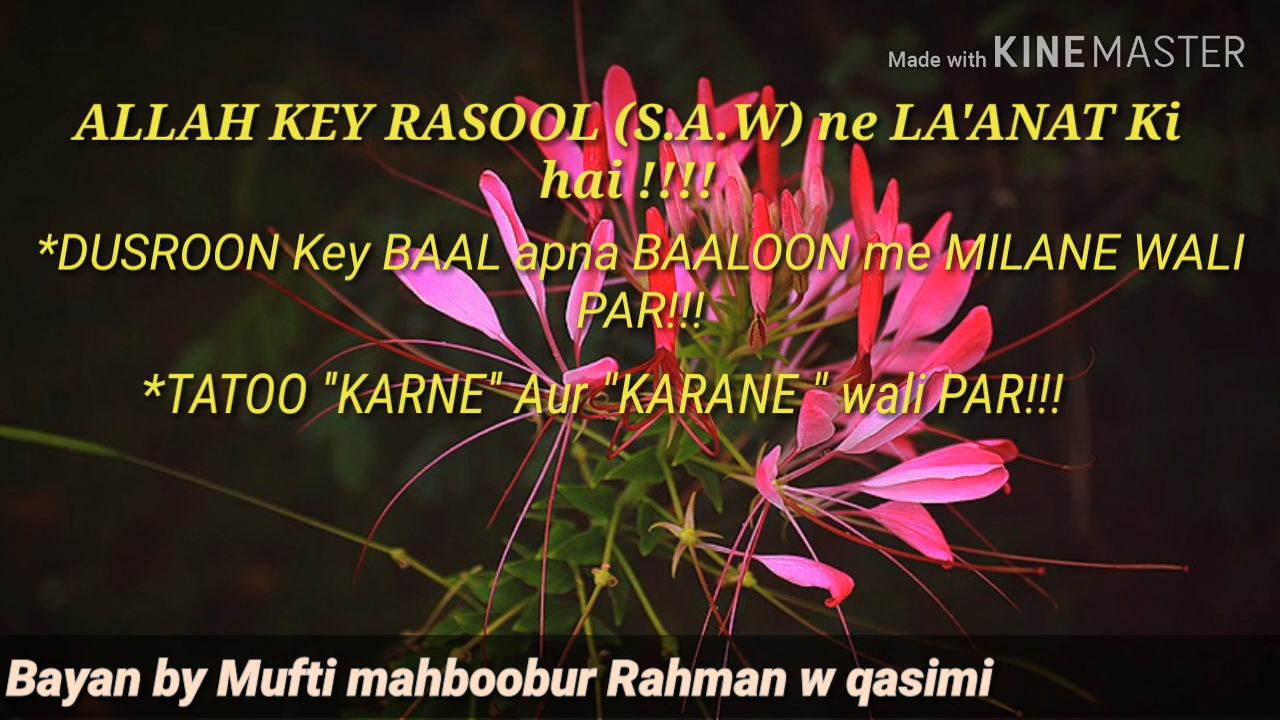 Made with KINEMASTER
ALLAH KEY RASOOL (S.A.W) ne LA'ANAT Ki
hai !!!!
*DUSROON Key BAAL apna BAALOON me MILANE WALI
PAR!!!
*TATOO "KARNE" Aur "KARANE " wali PAR!!!
Bayan by Mufti mahboobur Rahman w qasimi